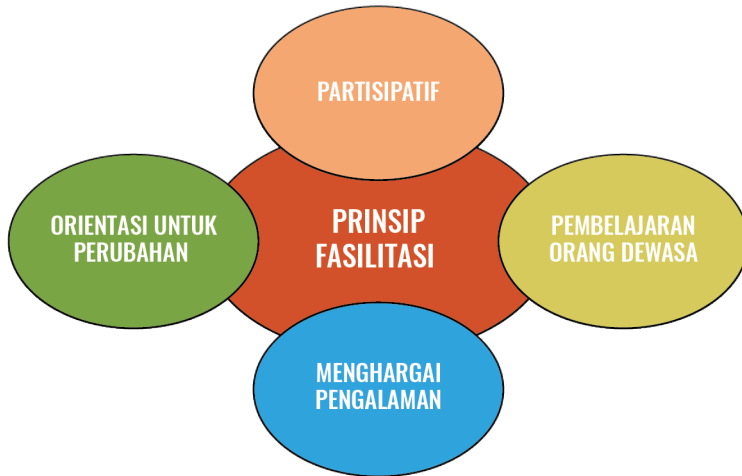 PARTISIPATIF
ORIENTASI UNTUK
PERUBAHAN
PRINSIP
FASILITASI
PEMBELAJARAN
ORANG DEWASA
MENGHARGAI
PENGALAMAN